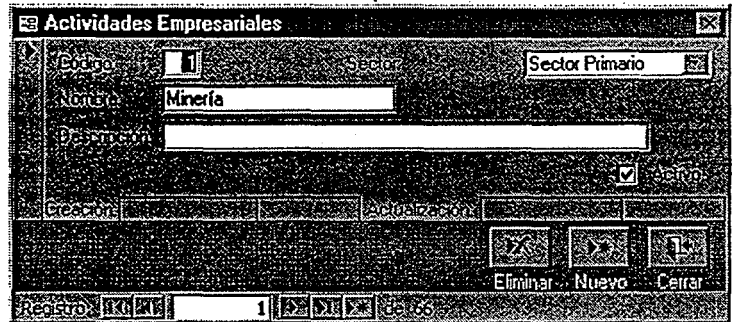 Actividades Empresariales
Código: 1 Sector: Sector Primario
Nombre: Minería
Descripción:
Activo
Creación: Actualización:
Eliminar Nuevo Cerrar
Registro: 1 de 66